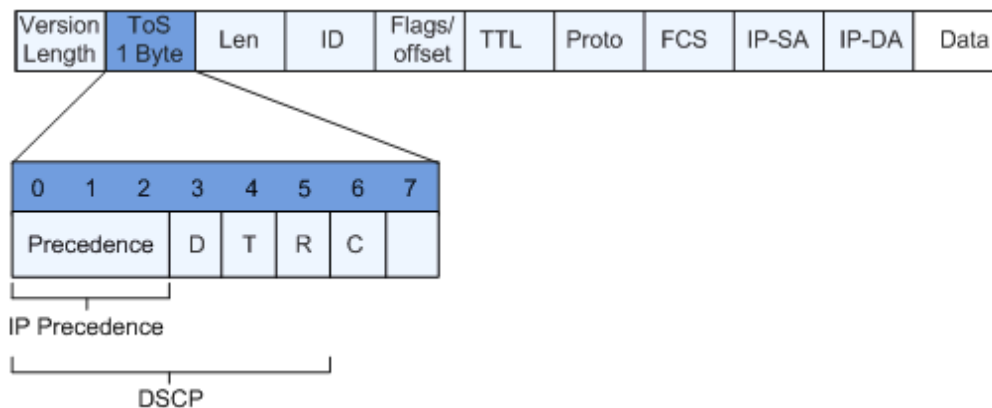 Version Length
ToS 1 Byte
Len
ID
Flags/ offset
TTL
Proto
FCS
IP-SA
IP-DA
Data
0 1 2 3 4 5 6 7
Precedence D T R C
IP Precedence
DSCP